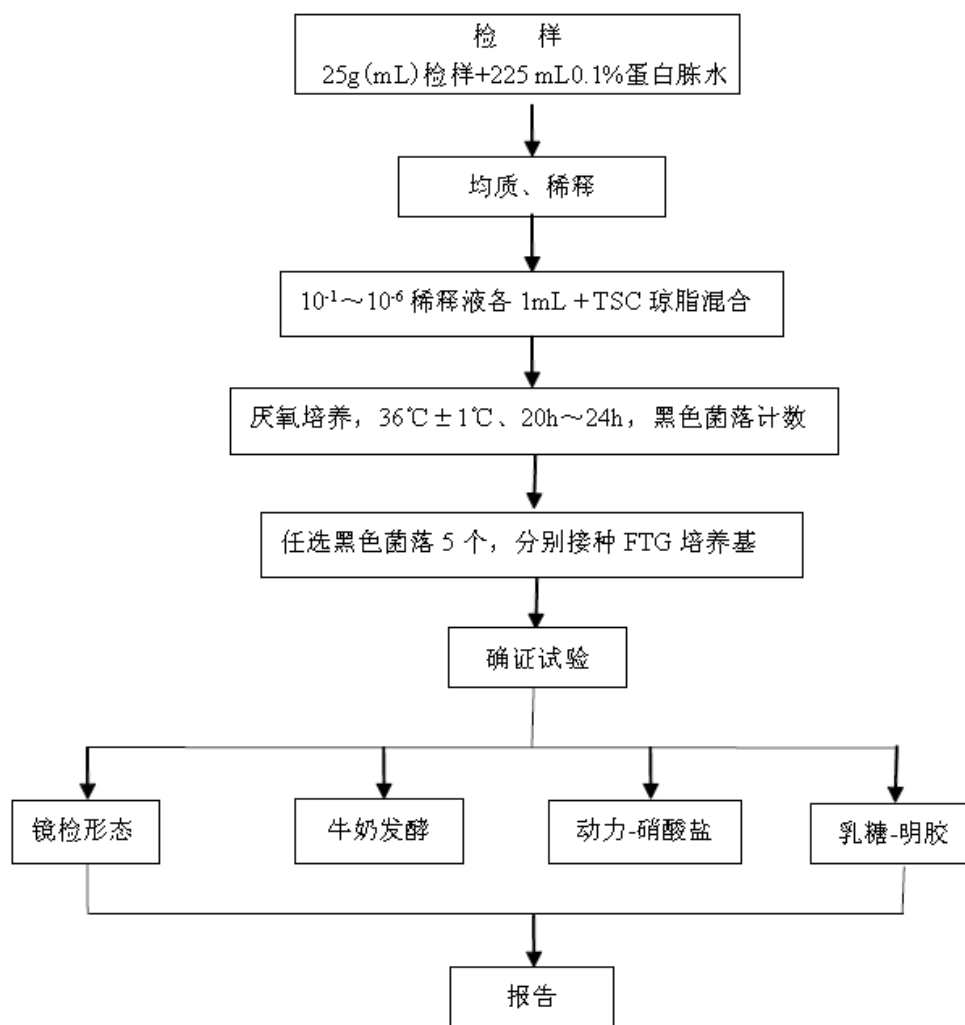 检 样
25g(mL)检样+225 mL0.1%蛋白胨水
均质、稀释
10⁻¹～10⁻⁶ 稀释液各 1mL＋TSC 琼脂混合
厌氧培养，36℃±1℃、20h～24h，黑色菌落计数
任选黑色菌落 5 个，分别接种 FTG 培养基
确证试验
镜检形态 牛奶发酵 动力-硝酸盐 乳糖-明胶
报告